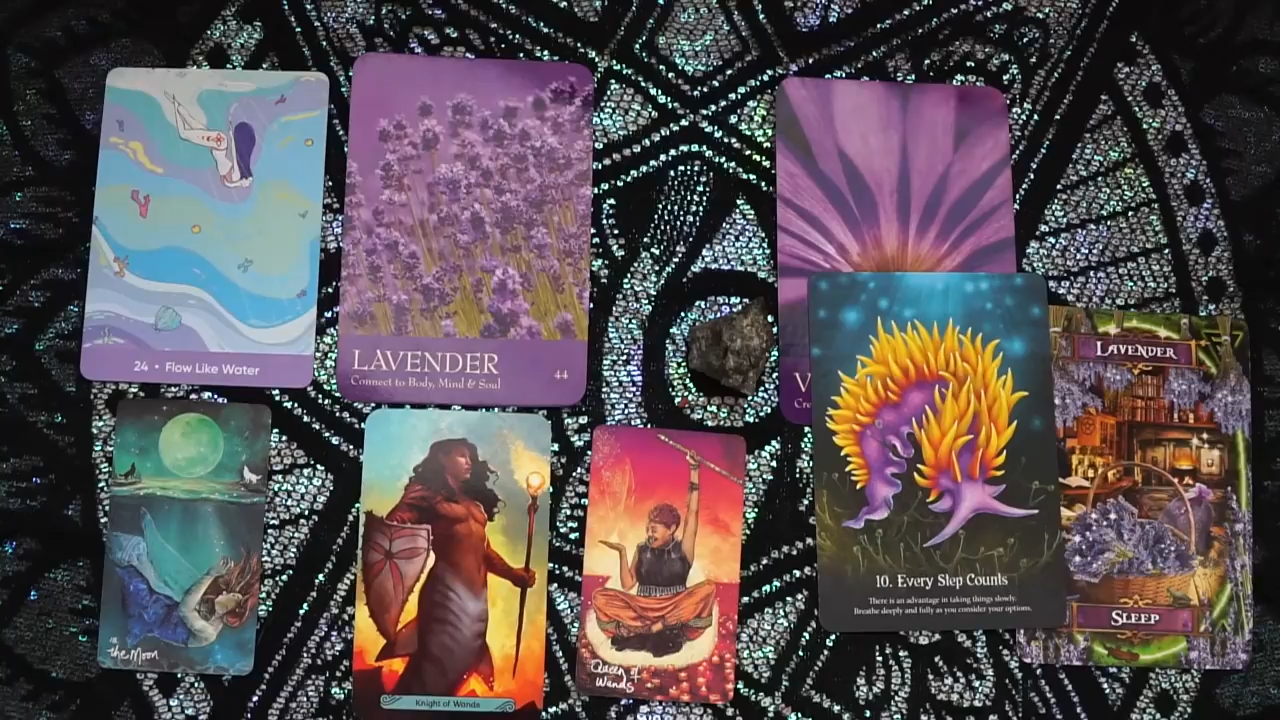 24 • Flow Like Water
LAVENDER
Connect to Body, Mind & Soul
44
V
Cre
LAVENDER
10. Every Step Counts
There is an advantage in taking things slowly.
Breathe deeply and fully as you consider your options.
SLEEP
the Moon
Knight of Wands
Queen of
Wands